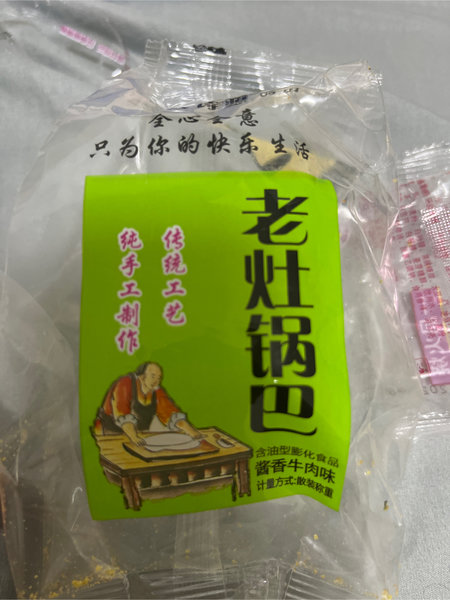 全心全意
只为你的快乐生活
老灶锅巴
传统工艺
纯手工制作
含油型膨化食品
酱香牛肉味
计量方式:散装称重